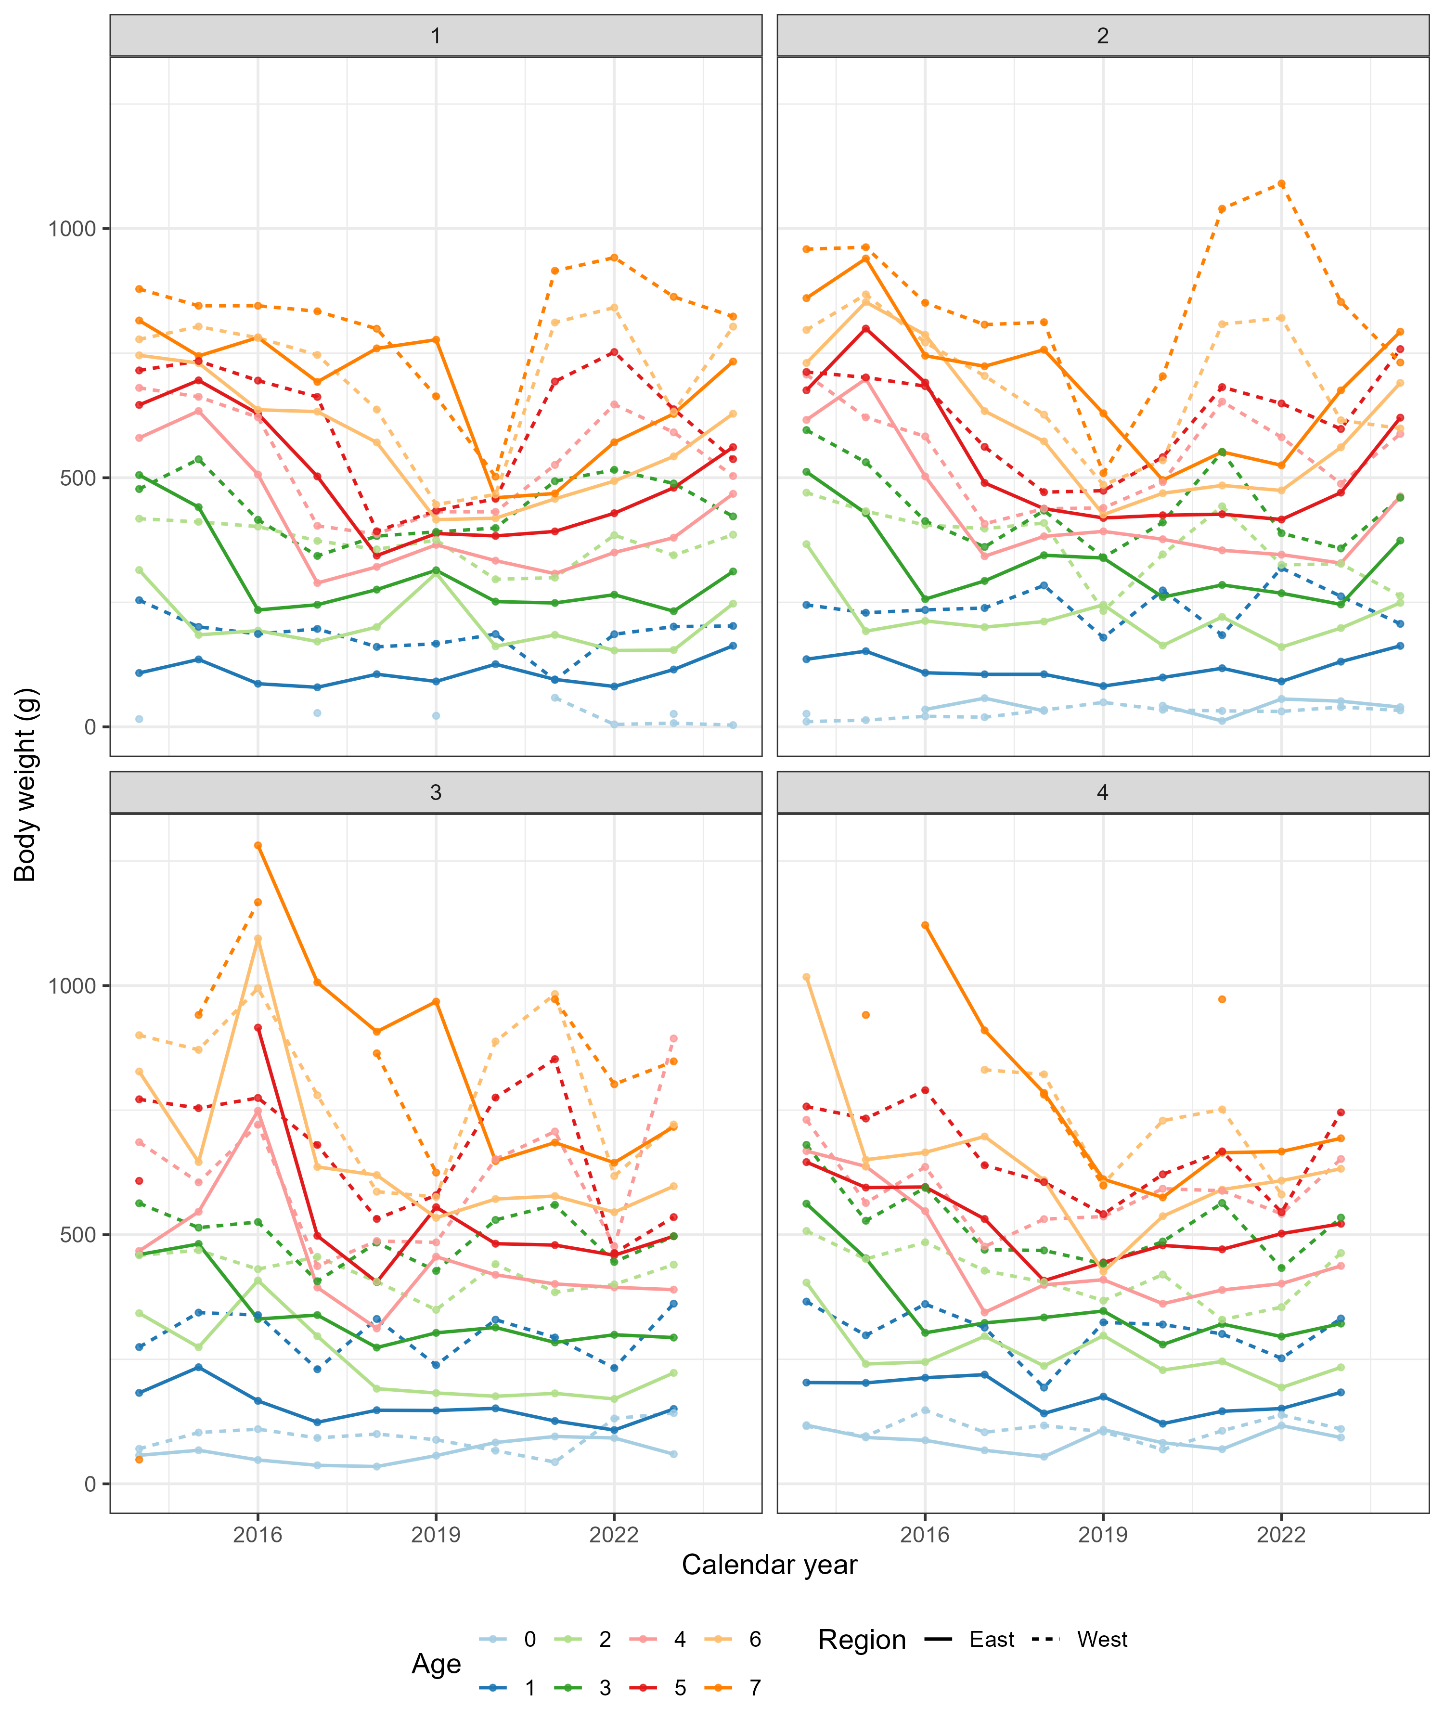 1 2
1000
500
0
3 4
1000
500
0
Body weight (g)
2016 2019 2022 2016 2019 2022
Calendar year
Age
0 2 4 6
1 3 5 7
Region East West